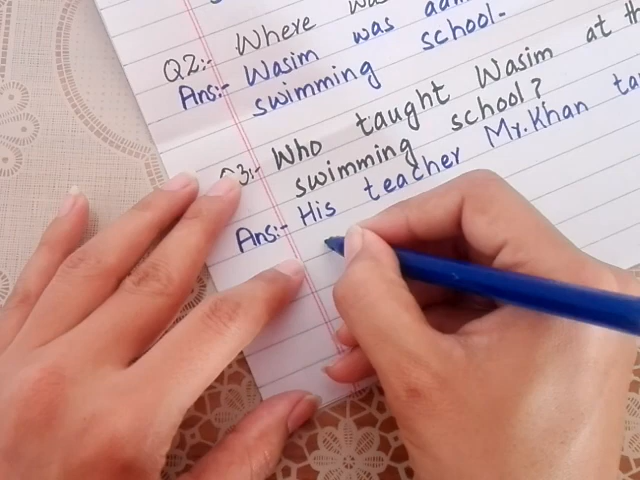 Q2:- Where
Ans:- Wasim was
swimming school.
Q3:- Who taught Wasim at
swimming school?
Ans:- His teacher Mr.Khan